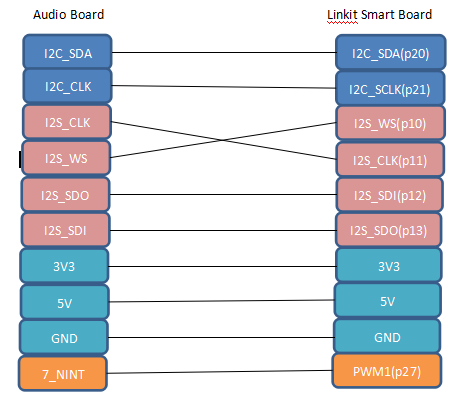 Audio Board Linkit Smart Board
I2C_SDA I2C_SDA(p20)
I2C_CLK I2C_SCLK(p21)
I2S_CLK I2S_WS(p10)
I2S_WS I2S_CLK(p11)
I2S_SDO I2S_SDI(p12)
I2S_SDI I2S_SDO(p13)
3V3 3V3
5V 5V
GND GND
7_NINT PWM1(p27)